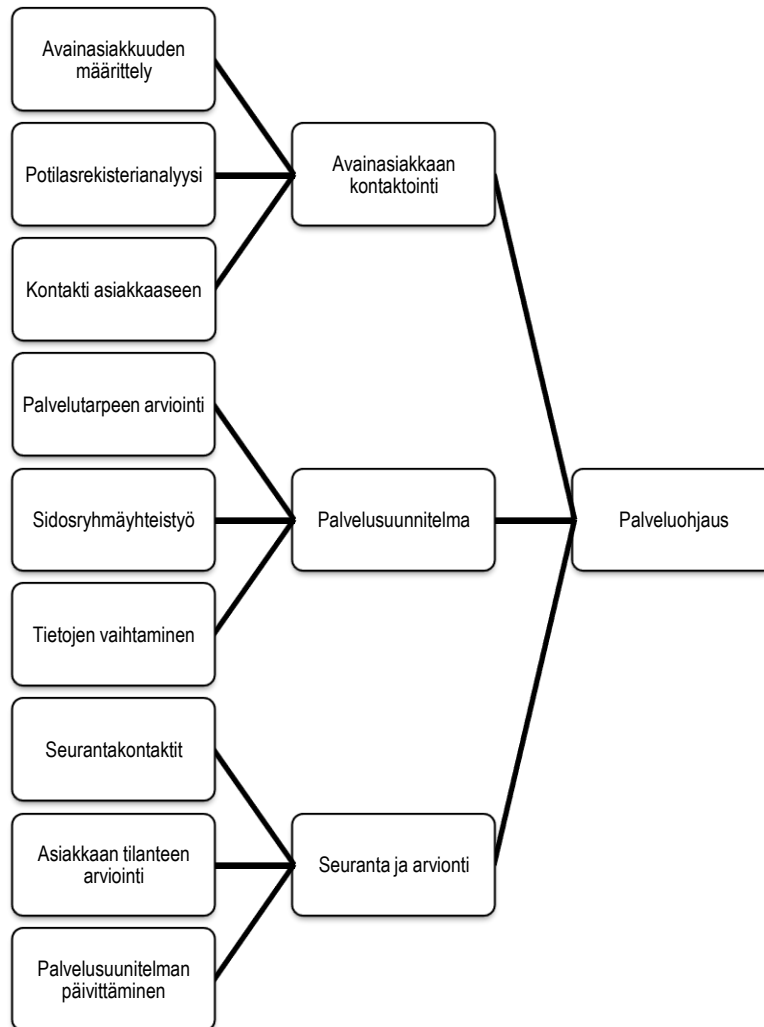 Avainasiakkuuden
määrittely
Potilasrekisterianalyysi
Kontakti asiakkaaseen
Avainasiakkaan
kontaktointi
Palvelutarpeen arviointi
Sidosryhmäyhteistyö
Tietojen vaihtaminen
Palvelusuunnitelma
Seurantakontaktit
Asiakkaan tilanteen
arviointi
Palvelusuunitelman
päivittäminen
Seuranta ja arvionti
Palveluohjaus